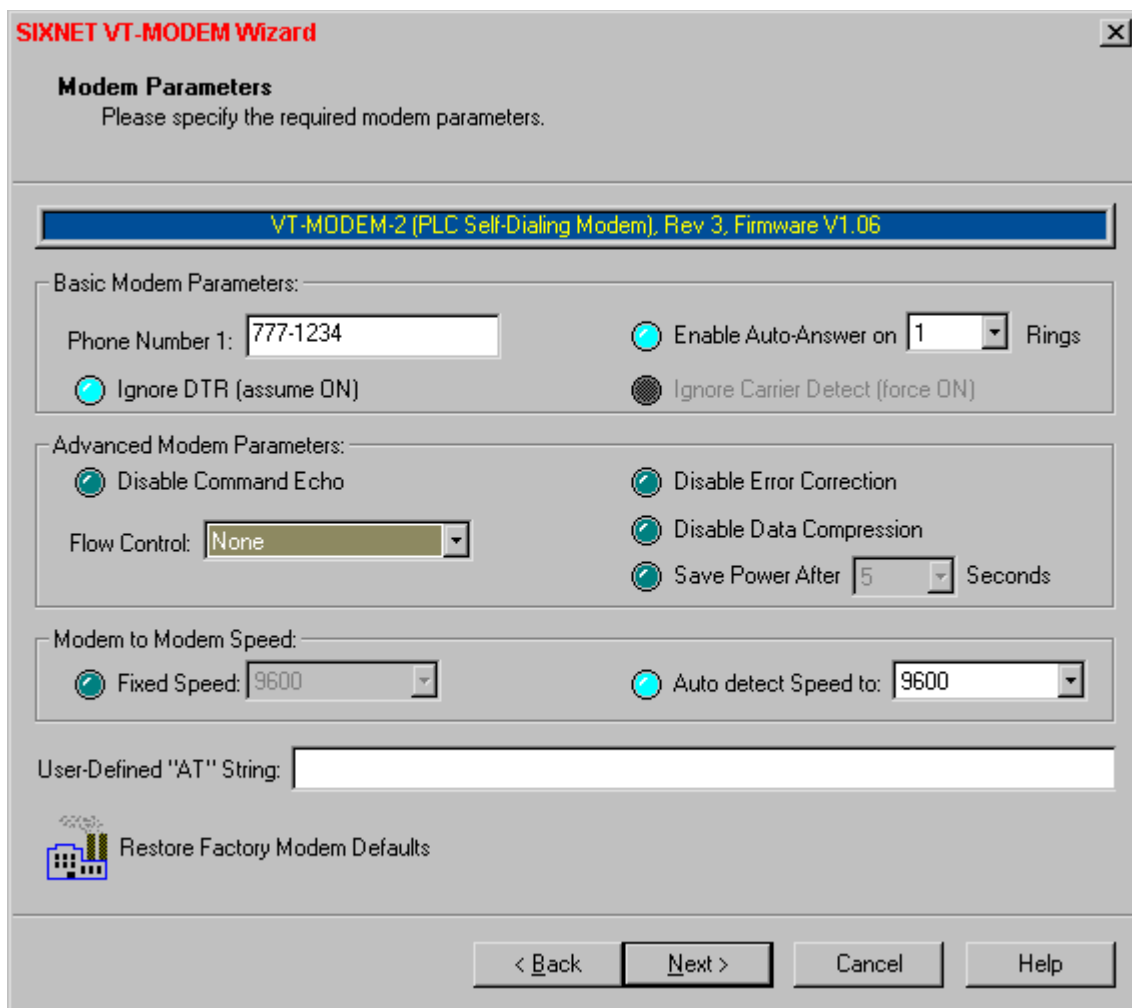 SIXNET VT-MODEM Wizard
Modem Parameters
Please specify the required modem parameters.
VT-MODEM-2 (PLC Self-Dialing Modem), Rev 3, Firmware V1.06
Basic Modem Parameters:
Phone Number 1: 777-1234
Enable Auto-Answer on 1 Rings
Ignore DTR (assume ON)
Ignore Carrier Detect (force ON)
Advanced Modem Parameters:
Disable Command Echo
Disable Error Correction
Flow Control: None
Disable Data Compression
Save Power After 5 Seconds
Modem to Modem Speed:
Fixed Speed: 9600
Auto detect Speed to: 9600
User-Defined "AT" String:
Restore Factory Modem Defaults
< Back
Next >
Cancel
Help